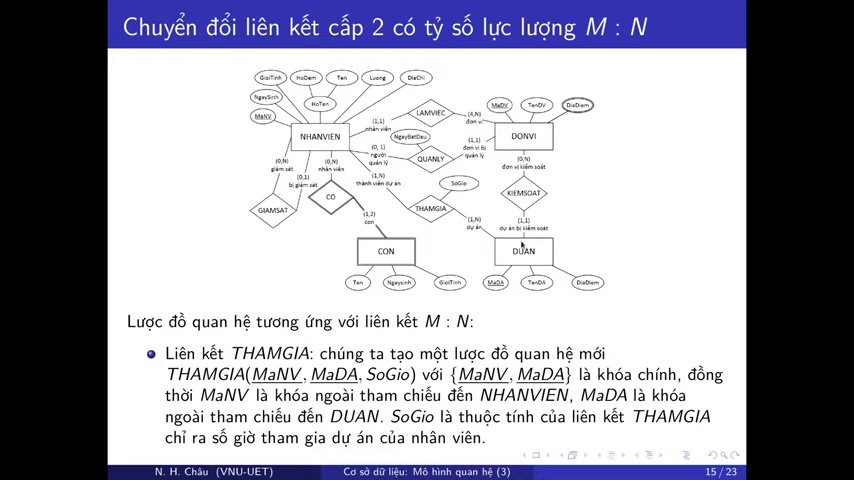 Chuyển đổi liên kết cấp 2 có tỷ số lực lượng M : N
GioiTinh
HoDem
Ten
Luong
DiaChi
NgaySinh
HoTen
MaNV
NHANVIEN
(1,1)
nhân viên
LAMVIEC
(4,N)
đơn vị
MaDV
TenDV
DiaDiem
DONVI
NgayBatDau
(0, 1)
người
quản lý
QUANLY
(1,1)
đơn vị bị
quản lý
(0,N)
giám sát
(0,1)
bị giám sát
(0,N)
nhân viên
(1,N)
thành viên dự án
(0,N)
đơn vị kiểm soát
SoGio
GIAMSAT
CO
THAMGIA
KIEMSOAT
(1,2)
con
(1,N)
dự án
(1,1)
dự án bị kiểm soát
CON
DUAN
Ten
Ngaysinh
GioiTinh
MaDA
TenDA
DiaDiem
Lược đồ quan hệ tương ứng với liên kết M : N:
Liên kết THAMGIA: chúng ta tạo một lược đồ quan hệ mới
THAMGIA(MaNV, MaDA, SoGio) với {MaNV, MaDA} là khóa chính, đồng
thời MaNV là khóa ngoài tham chiếu đến NHANVIEN, MaDA là khóa
ngoài tham chiếu đến DUAN. SoGio là thuộc tính của liên kết THAMGIA
chỉ ra số giờ tham gia dự án của nhân viên.
N. H. Châu (VNU-UET)
Cơ sở dữ liệu: Mô hình quan hệ (3)
15 / 23